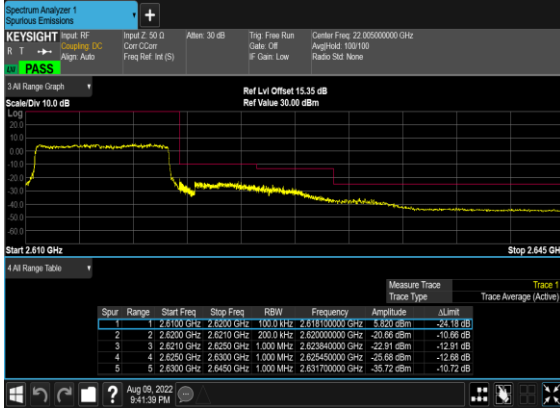 Spectrum Analyzer 1
Spurious Emissions
+
KEYSIGHT Input: RF Input Z: 50 Ω Atten: 30 dB Trig: Free Run Center Freq: 22.005000000 GHz
R T Coupling: DC Corr CCorr Gate: Off Avg|Hold: 100/100
Align: Auto Freq Ref: Int (S) IF Gain: Low Radio Std: None
PASS
3 All Range Graph
Ref Lvl Offset 15.35 dB
Scale/Div 10.0 dB Ref Value 30.00 dBm
Log
20.0
10.0
0.00
-10.0
-20.0
-30.0
-40.0
-50.0
-60.0
Start 2.610 GHz Stop 2.645 GH
4 All Range Table
Measure Trace Trace 1
Trace Type Trace Average (Active)
Spur Range Start Freq Stop Freq RBW Frequency Amplitude ΔLimit
1 1 2.6100 GHz 2.6200 GHz 100.0 kHz 2.618100000 GHz 5.820 dBm -24.18 dB
2 2 2.6200 GHz 2.6210 GHz 200.0 kHz 2.620000000 GHz -20.66 dBm -10.66 dB
3 3 2.6210 GHz 2.6250 GHz 1.000 MHz 2.623840000 GHz -22.91 dBm -12.91 dB
4 4 2.6250 GHz 2.6300 GHz 1.000 MHz 2.625450000 GHz -25.68 dBm -12.68 dB
5 5 2.6300 GHz 2.6450 GHz 1.000 MHz 2.631700000 GHz -35.72 dBm -10.72 dB
?
Aug 09, 2022
9:41:39 PM